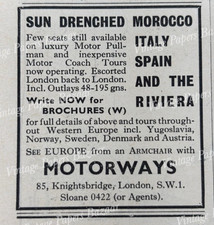 SUN DRENCHED MOROCCO
Few seats still available
on luxury Motor Pull-
man and inexpensive
Motor Coach Tours
now operating. Escorted
London back to London.
Incl. Outlays 48-195 gns.
Write NOW for
BROCHURES (W)
ITALY
SPAIN
AND THE
RIVIERA
for full details of above and tours through-
out Western Europe incl. Yugoslavia,
Norway, Sweden, Denmark and Austria.
SEE EUROPE from an ARMCHAIR with
MOTORWAYS
85, Knightsbridge, London, S.W.1.
Sloane 0422 (or Agents).